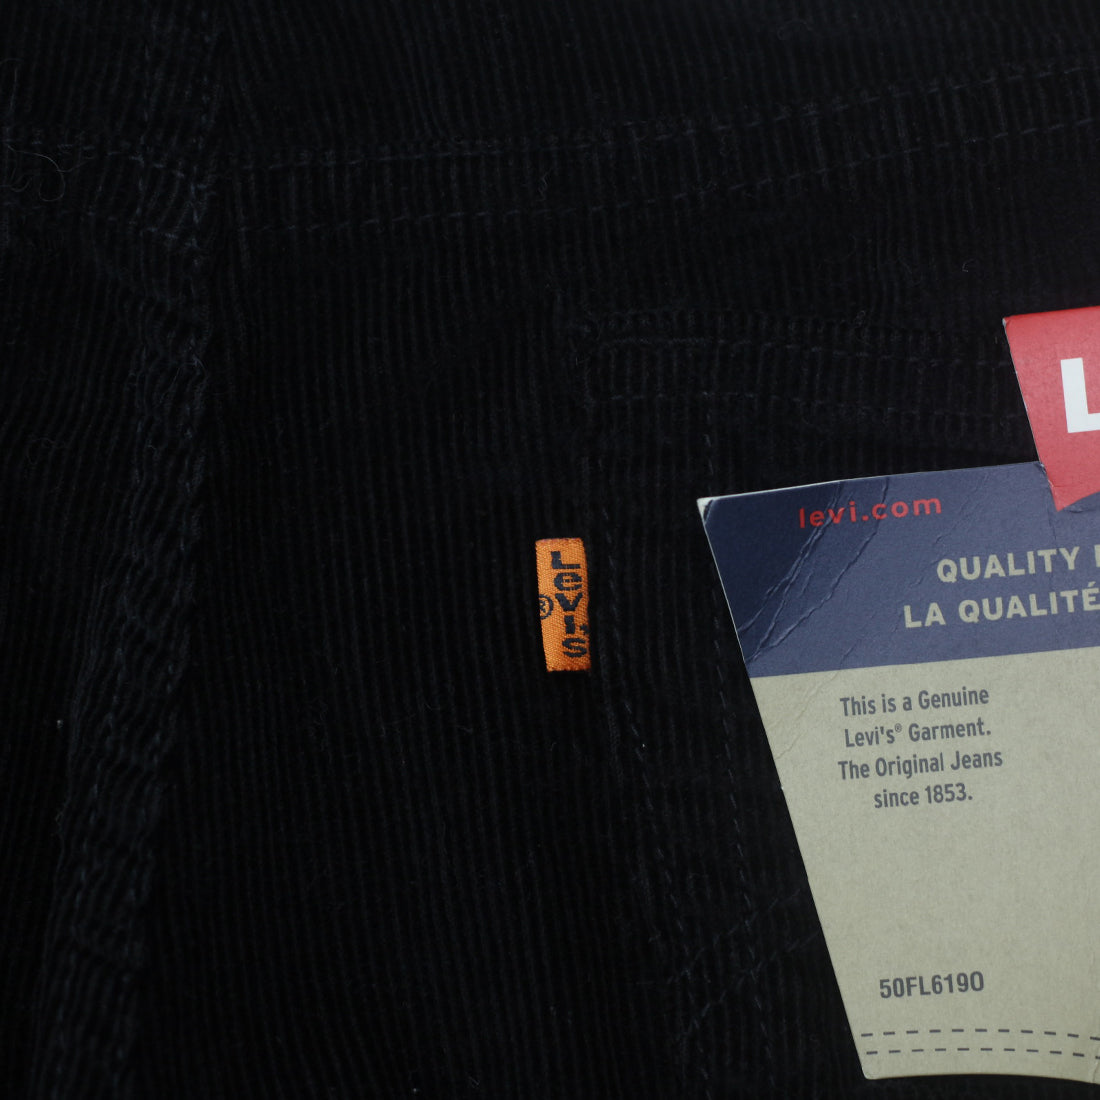 L
levi.com
QUALITY
LA QUALITÉ
This is a Genuine
Levi's® Garment.
The Original Jeans
since 1853.
50FL6190
Levi's
®